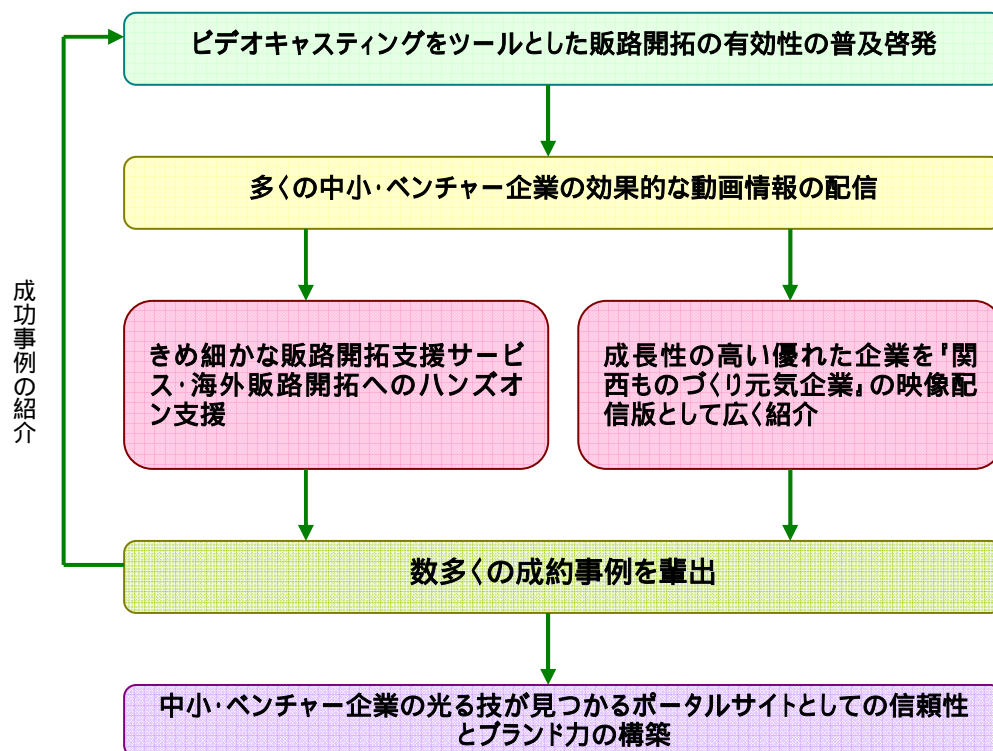 ビデオキャスティングをツールとした販路開拓の有効性の普及啓発
多くの中小・ベンチャー企業の効果的な動画情報の配信
成功事例の紹介
きめ細かな販路開拓支援サービ
ス・海外販路開拓へのハンズオ
ン支援
成長性の高い優れた企業を『関
西ものづくり元気企業』の映像配
信版として広く紹介
数多くの成約事例を輩出
中小・ベンチャー企業の光る技が見つかるポータルサイトとしての信頼性
とブランド力の構築